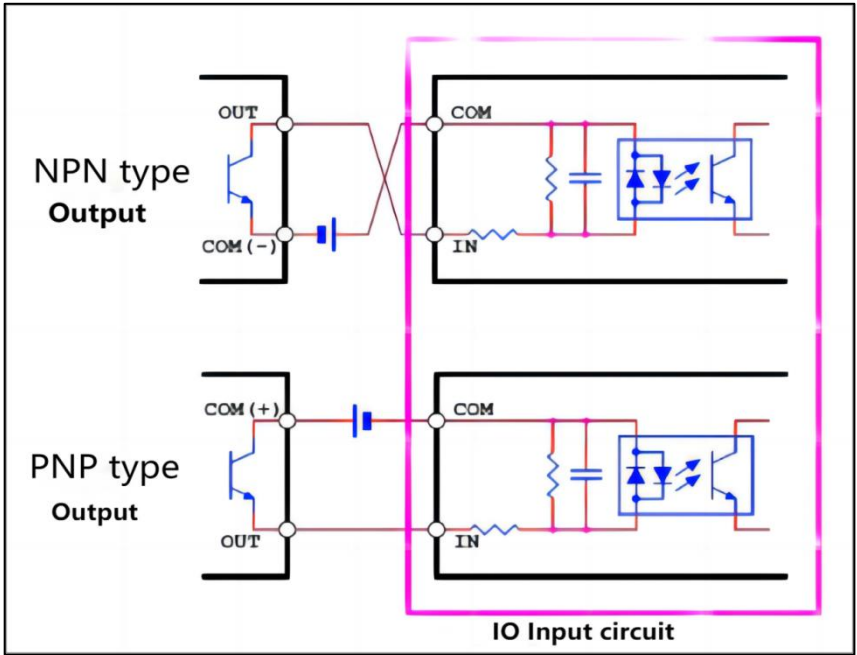 OUT
COM
NPN type
Output
COM(-)
IN
COM(+)
COM
PNP type
Output
OUT
IN
IO Input circuit